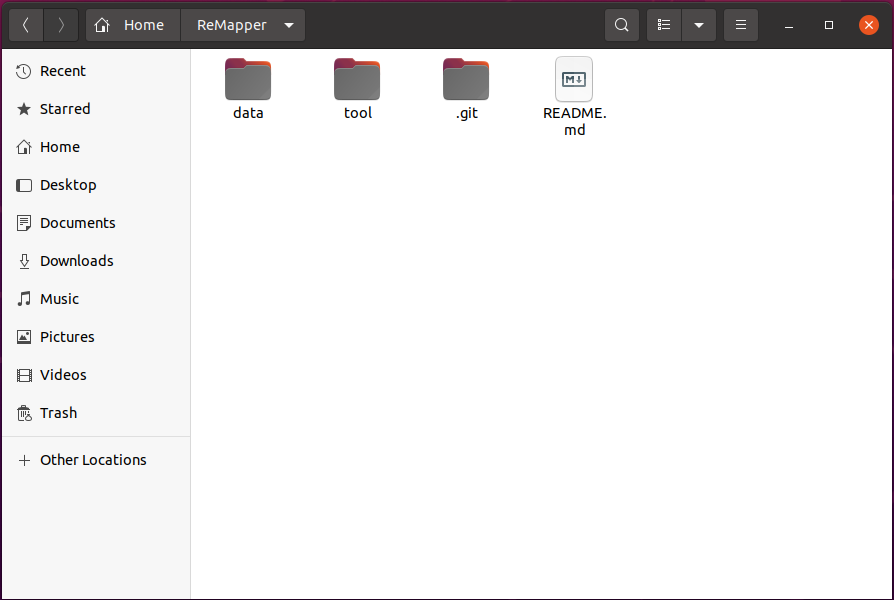 Home
ReMapper
Recent
Starred
Home
Desktop
Documents
Downloads
Music
Pictures
Videos
Trash
Other Locations
data
tool
.git
M
README.
md